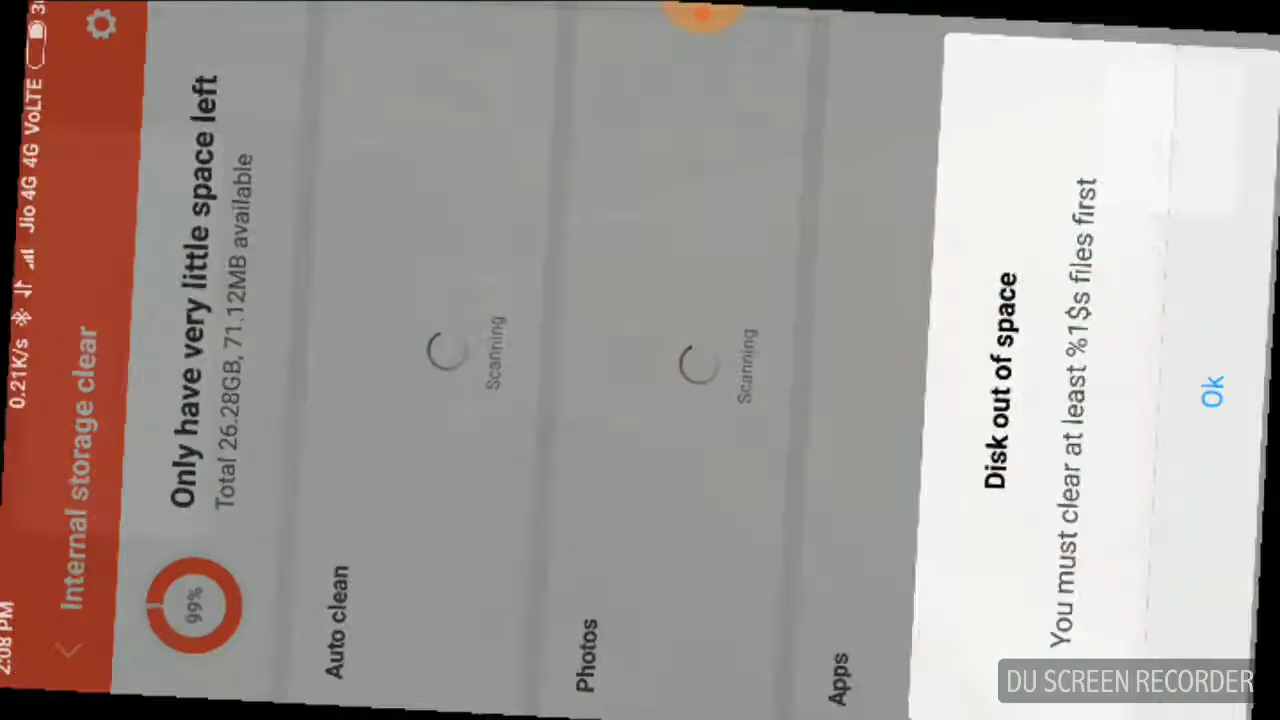 2:08 PM 0.21K/s Jio 4G 4G VoLTE
Internal storage clear
99%
Only have very little space left
Total 26.28GB, 71.12MB available
Auto clean
Scanning
Photos
Scanning
Apps
Disk out of space
You must clear at least %1$s files first
Ok
DU SCREEN RECORDER